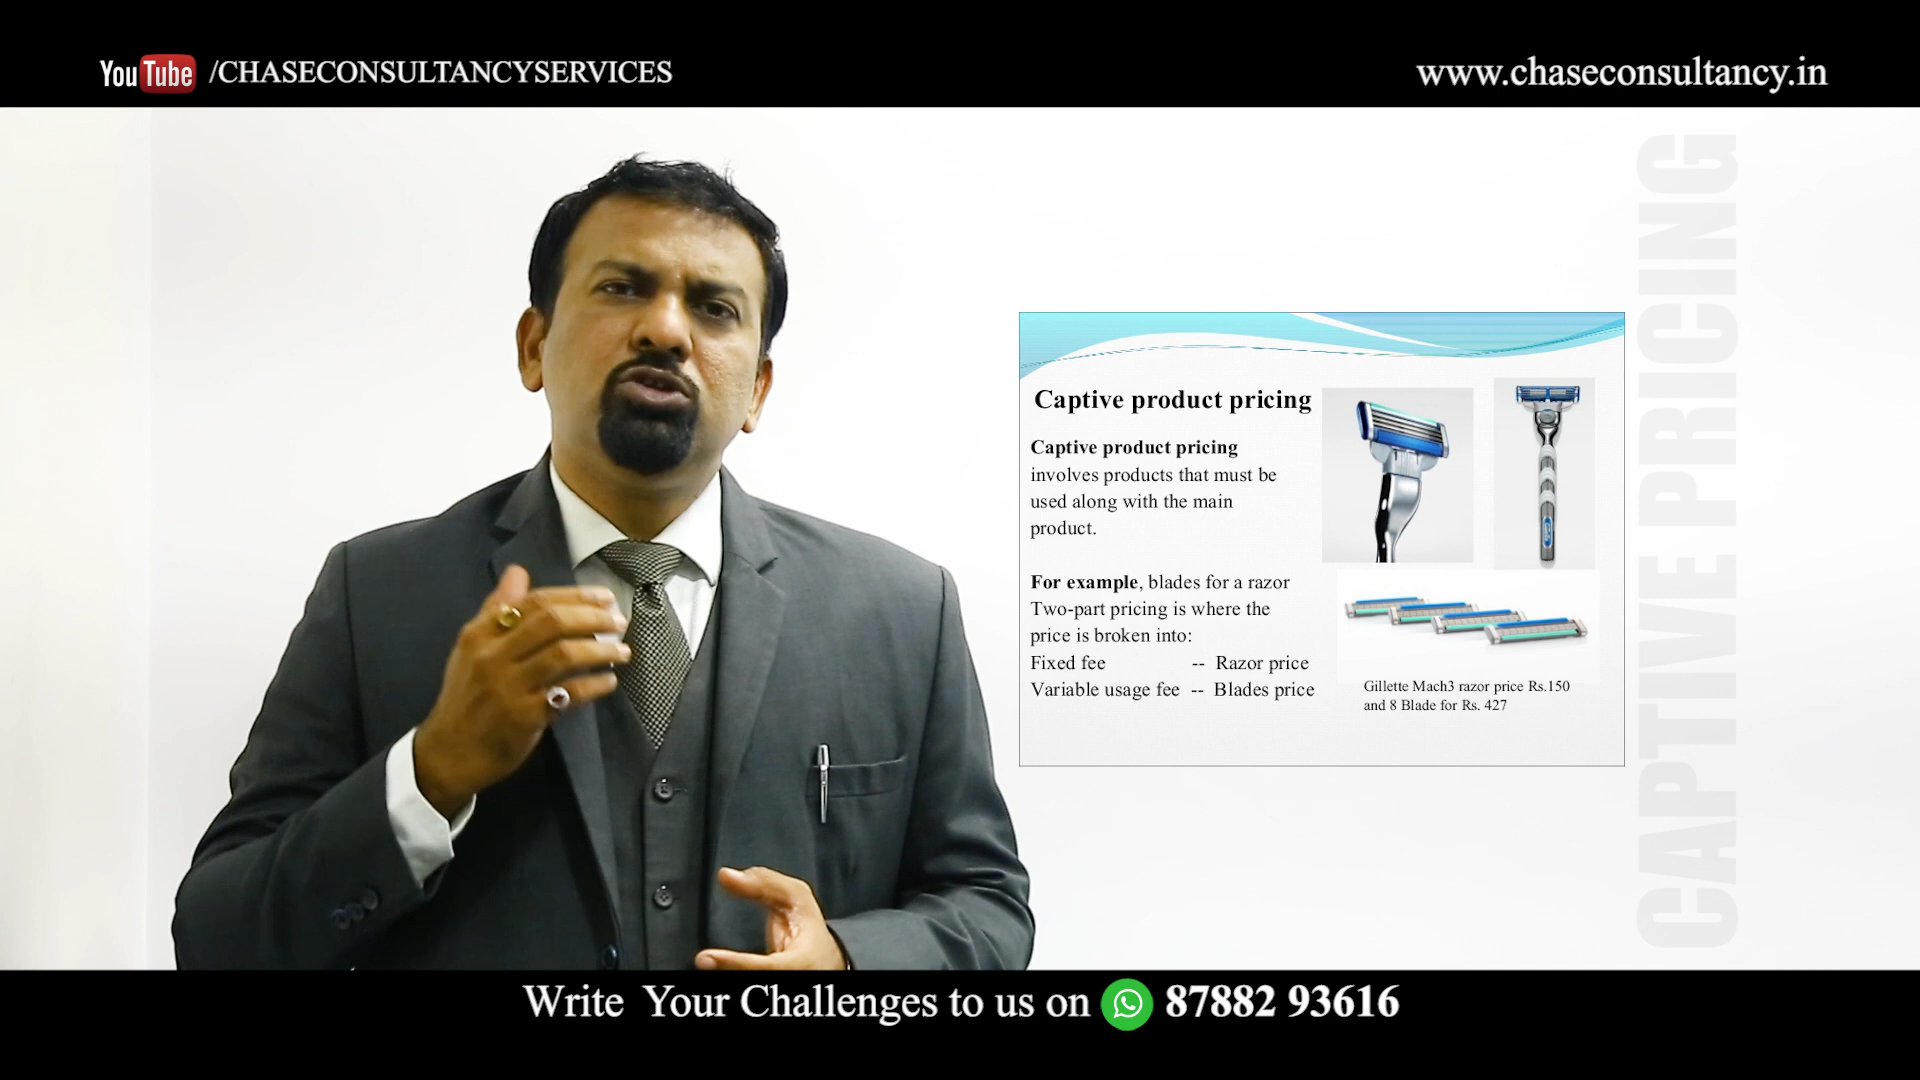 YouTube /CHASECONSULTANCYSERVICES
www.chaseconsultancy.in
CAPTIVE PRICING
Captive product pricing
Captive product pricing
involves products that must be
used along with the main
product.
For example, blades for a razor
Two-part pricing is where the
price is broken into:
Fixed fee -- Razor price
Variable usage fee -- Blades price
Gillette Mach3 razor price Rs.150
and 8 Blade for Rs. 427
Write Your Challenges to us on 87882 93616